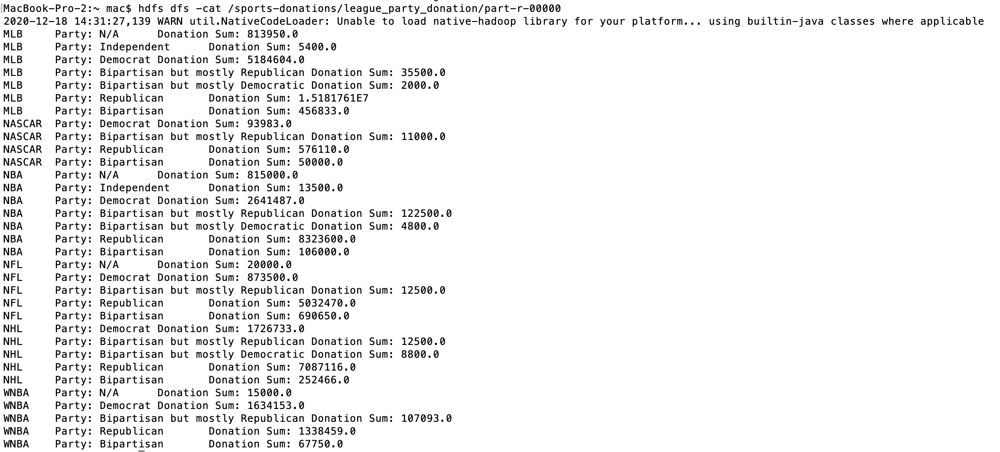 MacBook-Pro-2:~ mac$ hdfs dfs -cat /sports-donations/league_party_donation/part-r-00000
2020-12-18 14:31:27,139 WARN util.NativeCodeLoader: Unable to load native-hadoop library for your platform... using builtin-java classes where applicable
MLB	Party: N/A	Donation Sum: 813950.0
MLB	Party: Independent	Donation Sum: 5400.0
MLB	Party: Democrat	Donation Sum: 5184604.0
MLB	Party: Bipartisan but mostly Republican	Donation Sum: 35500.0
MLB	Party: Bipartisan but mostly Democratic	Donation Sum: 2000.0
MLB	Party: Republican	Donation Sum: 1.5181761E7
MLB	Party: Bipartisan	Donation Sum: 456833.0
NASCAR	Party: Democrat	Donation Sum: 93983.0
NASCAR	Party: Bipartisan but mostly Republican	Donation Sum: 11000.0
NASCAR	Party: Republican	Donation Sum: 576110.0
NASCAR	Party: Bipartisan	Donation Sum: 50000.0
NBA	Party: N/A	Donation Sum: 815000.0
NBA	Party: Independent	Donation Sum: 13500.0
NBA	Party: Democrat	Donation Sum: 2641487.0
NBA	Party: Bipartisan but mostly Republican	Donation Sum: 122500.0
NBA	Party: Bipartisan but mostly Democratic	Donation Sum: 4800.0
NBA	Party: Republican	Donation Sum: 8323600.0
NBA	Party: Bipartisan	Donation Sum: 106000.0
NFL	Party: N/A	Donation Sum: 20000.0
NFL	Party: Democrat	Donation Sum: 873500.0
NFL	Party: Bipartisan but mostly Republican	Donation Sum: 12500.0
NFL	Party: Republican	Donation Sum: 5032470.0
NFL	Party: Bipartisan	Donation Sum: 690650.0
NHL	Party: Democrat	Donation Sum: 1726733.0
NHL	Party: Bipartisan but mostly Republican	Donation Sum: 12500.0
NHL	Party: Bipartisan but mostly Democratic	Donation Sum: 8800.0
NHL	Party: Republican	Donation Sum: 7087116.0
NHL	Party: Bipartisan	Donation Sum: 252466.0
WNBA	Party: N/A	Donation Sum: 15000.0
WNBA	Party: Democrat	Donation Sum: 1634153.0
WNBA	Party: Bipartisan but mostly Republican	Donation Sum: 107093.0
WNBA	Party: Republican	Donation Sum: 1338459.0
WNBA	Party: Bipartisan	Donation Sum: 67750.0